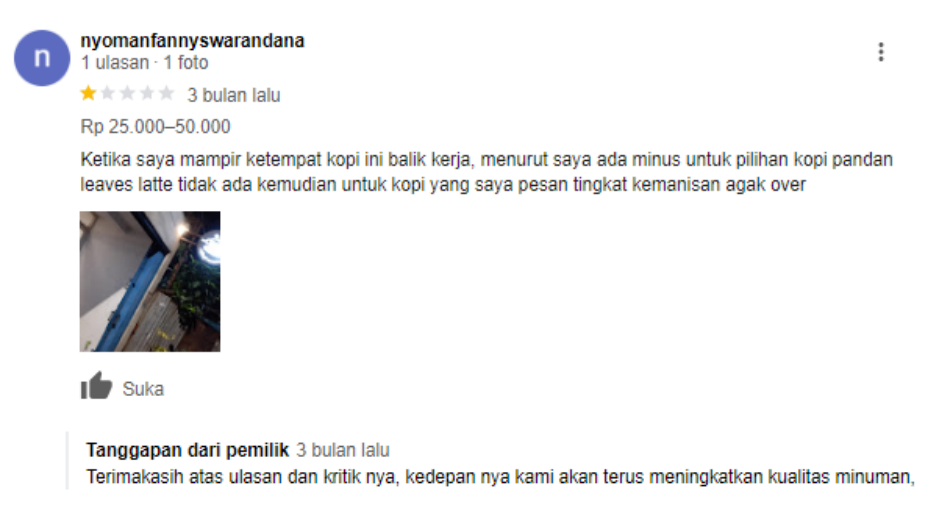 n
nyomanfannyswarandana
1 ulasan · 1 foto
3 bulan lalu
Rp 25.000–50.000
Ketika saya mampir ketempat kopi ini balik kerja, menurut saya ada minus untuk pilihan kopi pandan
leaves latte tidak ada kemudian untuk kopi yang saya pesan tingkat kemanisan agak over
Suka
Tanggapan dari pemilik 3 bulan lalu
Terimakasih atas ulasan dan kritik nya, kedepan nya kami akan terus meningkatkan kualitas minuman,